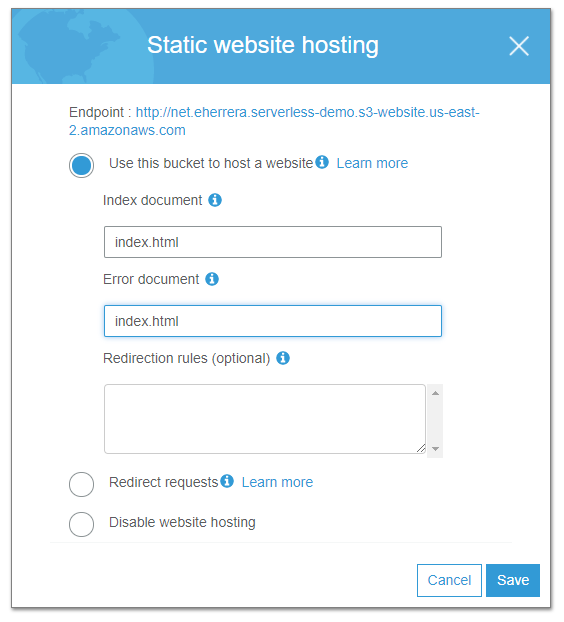 Static website hosting
Endpoint : http://net.eherrera.serverless-demo.s3-website.us-east-
2.amazonaws.com
Use this bucket to host a website Learn more
Index document
index.html
Error document
index.html
Redirection rules (optional)
Redirect requests Learn more
Disable website hosting
Cancel Save